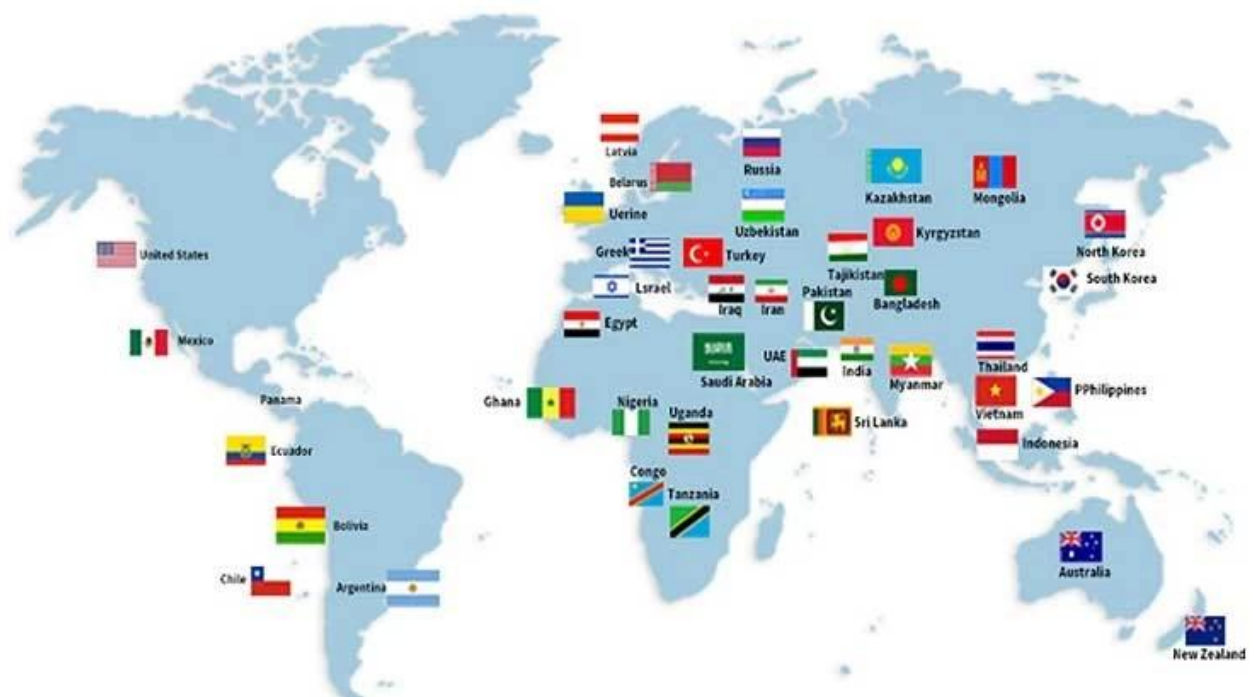 Latvia
Russia
Belarus
Kazakhstan
Mongolia
Uerine
Uzbekistan
Kyrgyzstan
North Korea
United States
Greek
Turkey
Tajikistan
South Korea
Lsrael
Iraq
Iran
Pakistan
Bangladesh
Egypt
Mexico
Saudi Arabia
UAE
India
Myanmar
Thailand
Panama
Ghana
Nigeria
Uganda
Sri Lanka
Vietnam
PPhilippines
Ecuador
Indonesia
Congo
Tanzania
Bolivia
Chile
Argentina
Australia
New Zealand